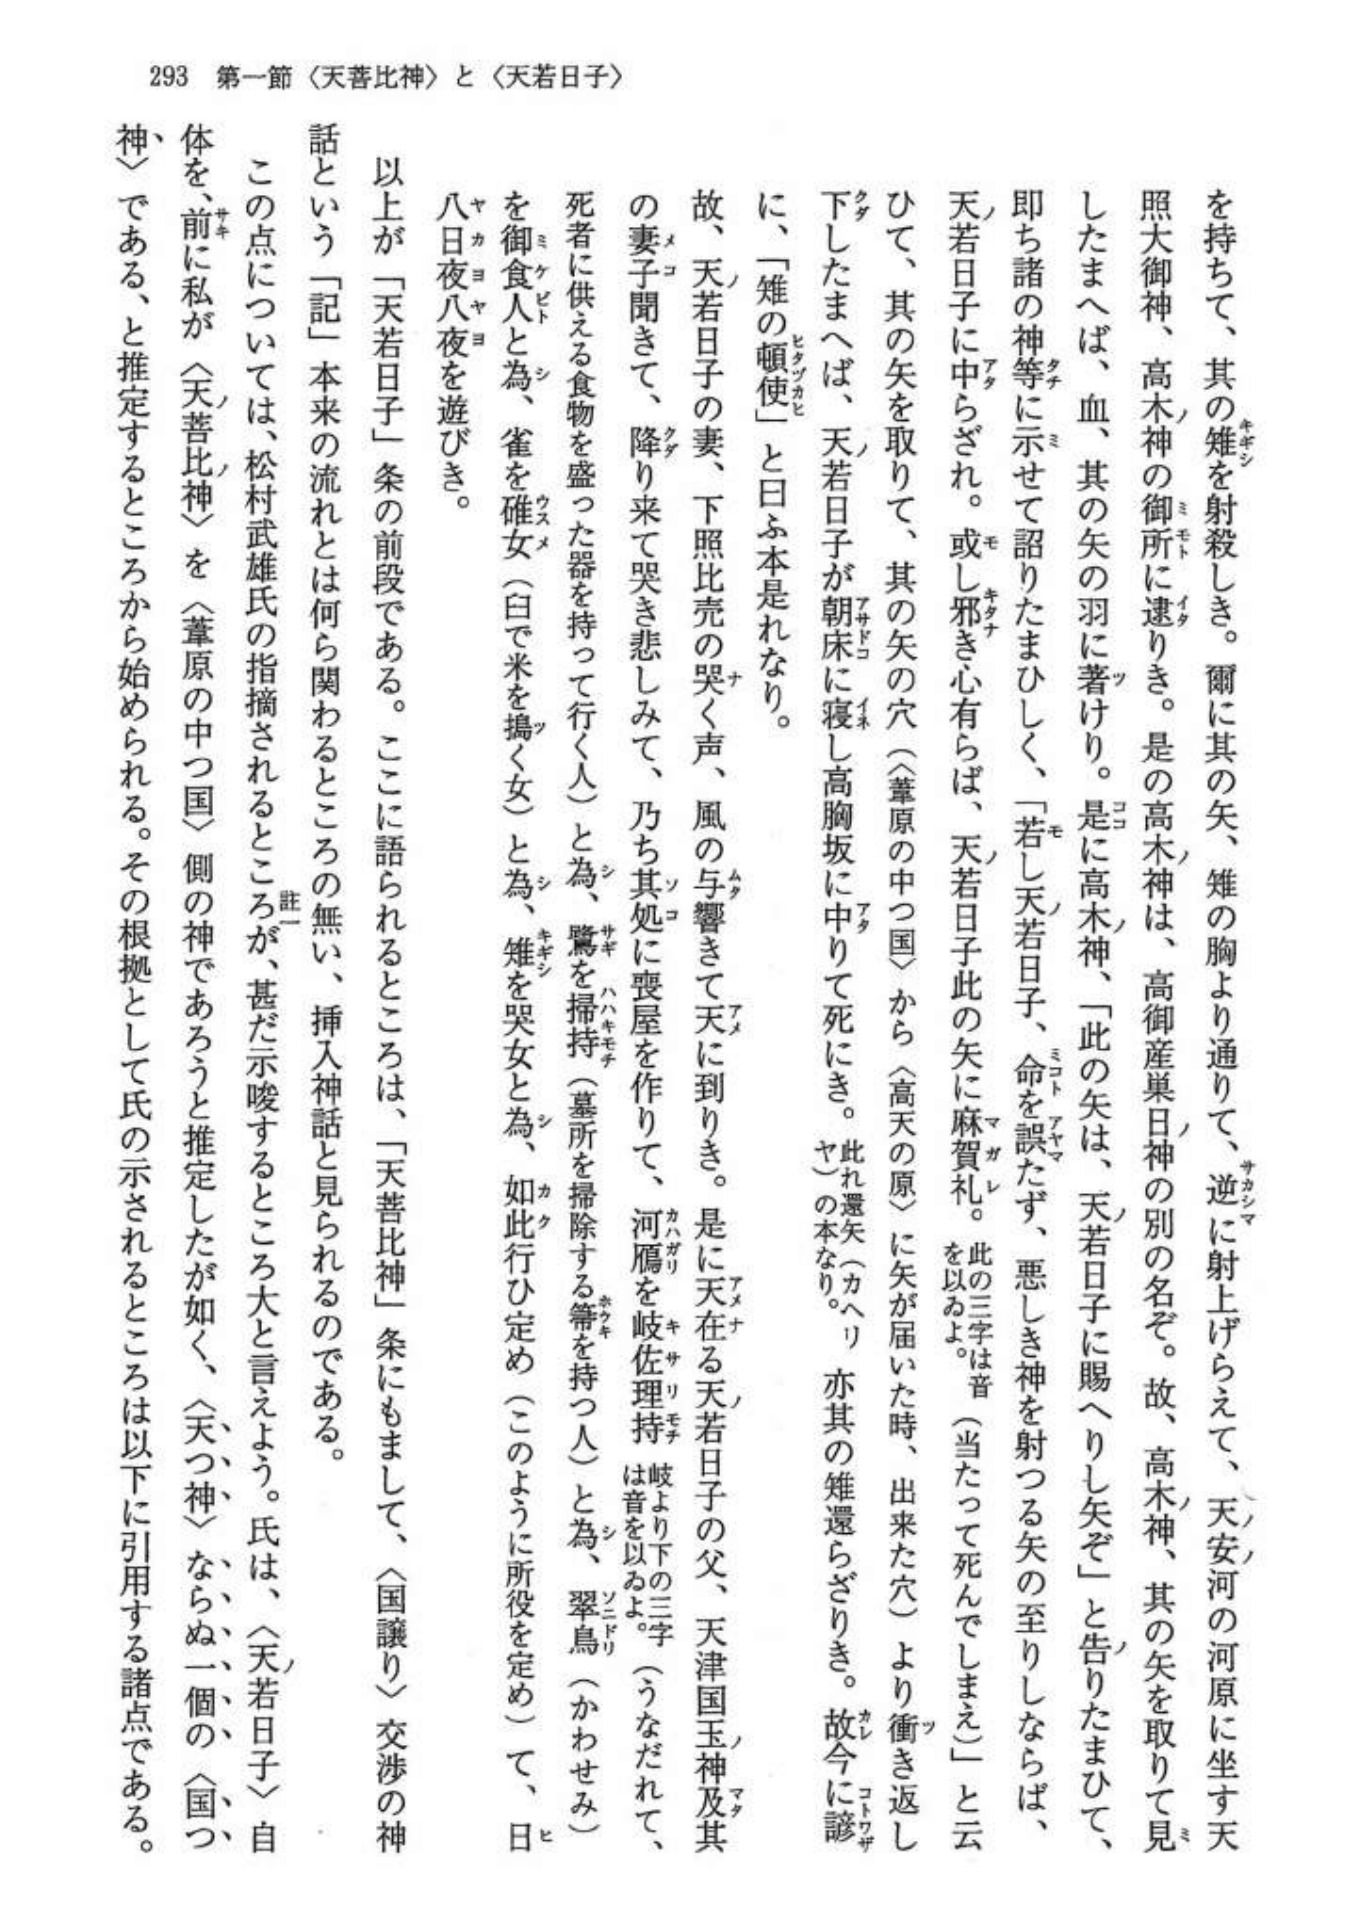 293　第一節〈天菩比神〉と〈天若日子〉
を持ちて、其の雉を射殺しき。爾に其の矢、雉の胸より通りて、逆に射上げらえて、天安河の河原に坐す天
照大御神、高木神の御所に逮りき。是の高木神は、高御産巣日神の別の名ぞ。故、高木神、其の矢を取りて見
したまへば、血、其の矢の羽に著けり。是に高木神、「此の矢は、天若日子に賜へりし矢ぞ」と告りたまひて、
即ち諸の神等に示せて詔りたまひしく、「若し天若日子、命を誤たず、悪しき神を射つる矢の至りしならば、
天若日子に中らざれ。或し邪き心有らば、天若日子此の矢に麻賀礼。此の三字は音を以ゐよ。（当たって死んでしまえ）」と云
ひて、其の矢を取りて、其の矢の穴（〈葦原の中つ国〉から〈高天の原〉に矢が届いた時、出来た穴）より衝き返し
下したまへば、天若日子が朝床に寝し高胸坂に中りて死にき。此れ還矢（カヘリヤ）の本なり。亦其の雉還らざりき。故今に諺
に、「雉の頓使」と曰ふ本是れなり。
故、天若日子の妻、下照比売の哭く声、風の与響きて天に到りき。是に天在る天若日子の父、天津国玉神及其
の妻子聞きて、降り来て哭き悲しみて、乃ち其処に喪屋を作りて、河鴈を岐佐理持岐より下の三字は音を以ゐよ。（うなだれて、
死者に供える食物を盛った器を持って行く人）と為、鷺を掃持（墓所を掃除する箒を持つ人）と為、翠鳥（かわせみ）
を御食人と為、雀を碓女（臼で米を搗く女）と為、雉を哭女と為、如此行ひ定め（このように所役を定め）て、日
八日夜八夜を遊びき。
以上が「天若日子」条の前段である。ここに語られるところは、「天菩比神」条にもまして、〈国譲り〉交渉の神
話という「記」本来の流れとは何ら関わるところの無い、挿入神話と見られるのである。
この点については、松村武雄氏の指摘されるところが、註一甚だ示唆するところ大と言えよう。氏は、〈天若日子〉自
体を、前に私が〈天菩比神〉を〈葦原の中つ国〉側の神であろうと推定したが如く、〈天つ神〉ならぬ一個の〈国つ
神〉である、と推定するところから始められる。その根拠として氏の示されるところは以下に引用する諸点である。